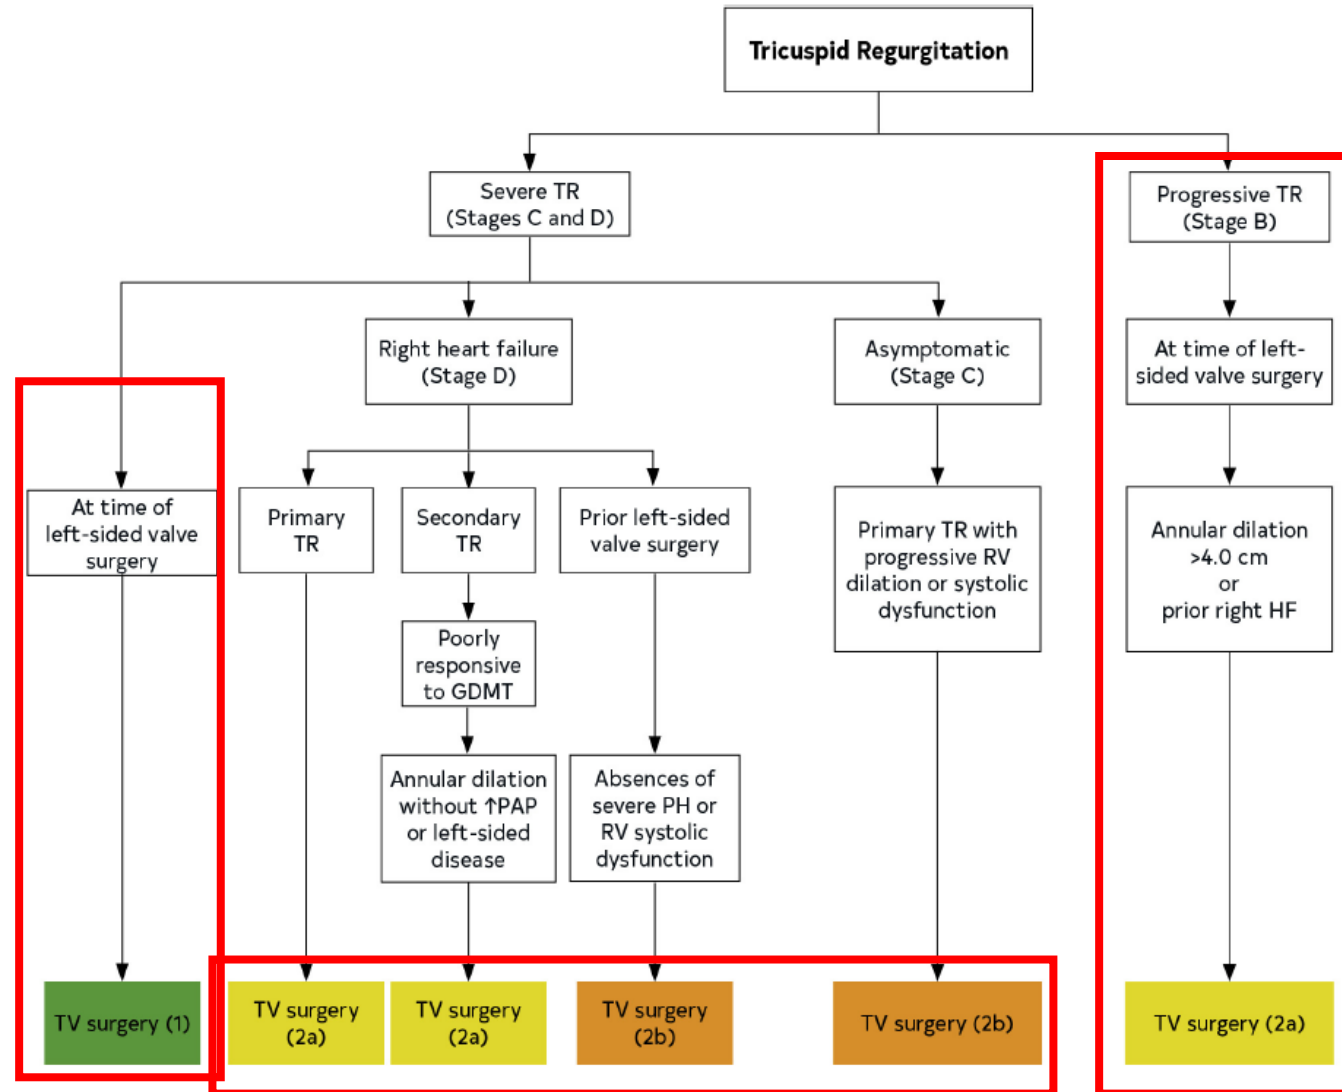 Tricuspid Regurgitation
Severe TR
(Stages C and D)
Progressive TR
(Stage B)
Right heart failure
(Stage D)
Asymptomatic
(Stage C)
At time of left-
sided valve surgery
At time of
left-sided valve
surgery
Primary
TR
Secondary
TR
Prior left-sided
valve surgery
Primary TR with
progressive RV
dilation or systolic
dysfunction
Annular dilation
>4.0 cm
or
prior right HF
Poorly
responsive
to GDMT
Annular dilation
without ↑PAP
or left-sided
disease
Absences of
severe PH or
RV systolic
dysfunction
TV surgery (1)
TV surgery
(2a)
TV surgery
(2a)
TV surgery
(2b)
TV surgery (2b)
TV surgery (2a)